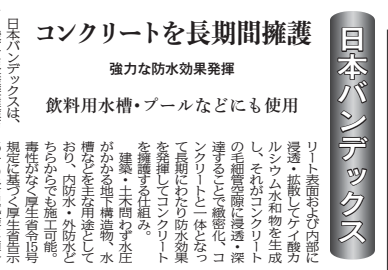 日本バンデックス
コンクリートを長期間擁護
強力な防水効果発揮
飲料用水槽・プールなどにも使用
日本バンデックスは、
リート表面および内部に
浸透・拡散してケイ酸カ
ルシウム水和物を生成
し、それがコンクリート
の毛細管空隙に浸透・深
達することで緻密化、コ
ンクリートと一体となっ
て長期にわたり防水効果
を発揮してコンクリート
を擁護する仕組み。
建築・土木問わず水圧
がかかる地下構造物、水
槽などを主な用途として
おり、内防水・外防水ど
ちらからでも施工可能。
毒性がなく厚生省令15号
規定に基づく厚生省告示